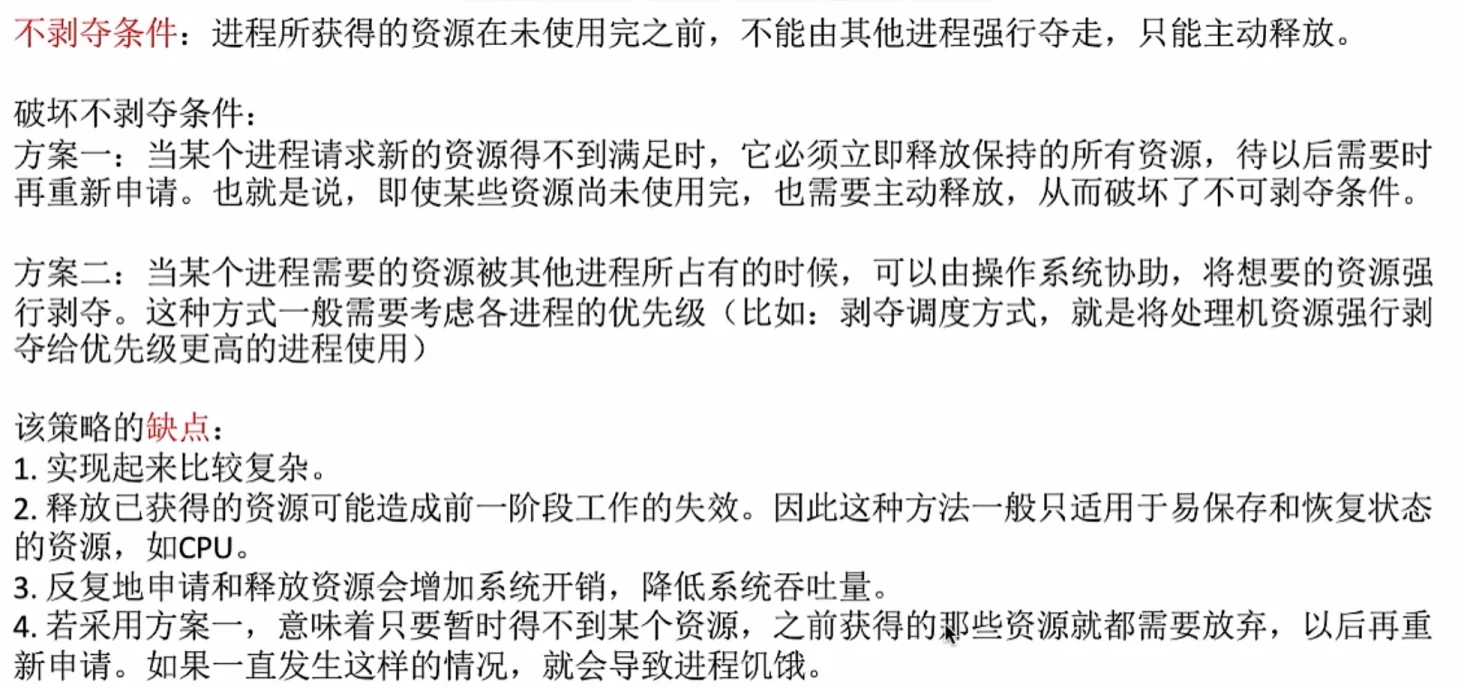 不剥夺条件：进程所获得的资源在未使用完之前，不能由其他进程强行夺走，只能主动释放。
破坏不剥夺条件：
方案一：当某个进程请求新的资源得不到满足时，它必须立即释放保持的所有资源，待以后需要时
再重新申请。也就是说，即使某些资源尚未使用完，也需要主动释放，从而破坏了不可剥夺条件。
方案二：当某个进程需要的资源被其他进程所占有的时候，可以由操作系统协助，将想要的资源强
行剥夺。这种方式一般需要考虑各进程的优先级（比如：剥夺调度方式，就是将处理机资源强行剥
夺给优先级更高的进程使用）
该策略的缺点：
1. 实现起来比较复杂。
2. 释放已获得的资源可能造成前一阶段工作的失效。因此这种方法一般只适用于易保存和恢复状态
的资源，如CPU。
3. 反复地申请和释放资源会增加系统开销，降低系统吞吐量。
4. 若采用方案一，意味着只要暂时得不到某个资源，之前获得的那些资源就都需要放弃，以后再重
新申请。如果一直发生这样的情况，就会导致进程饥饿。